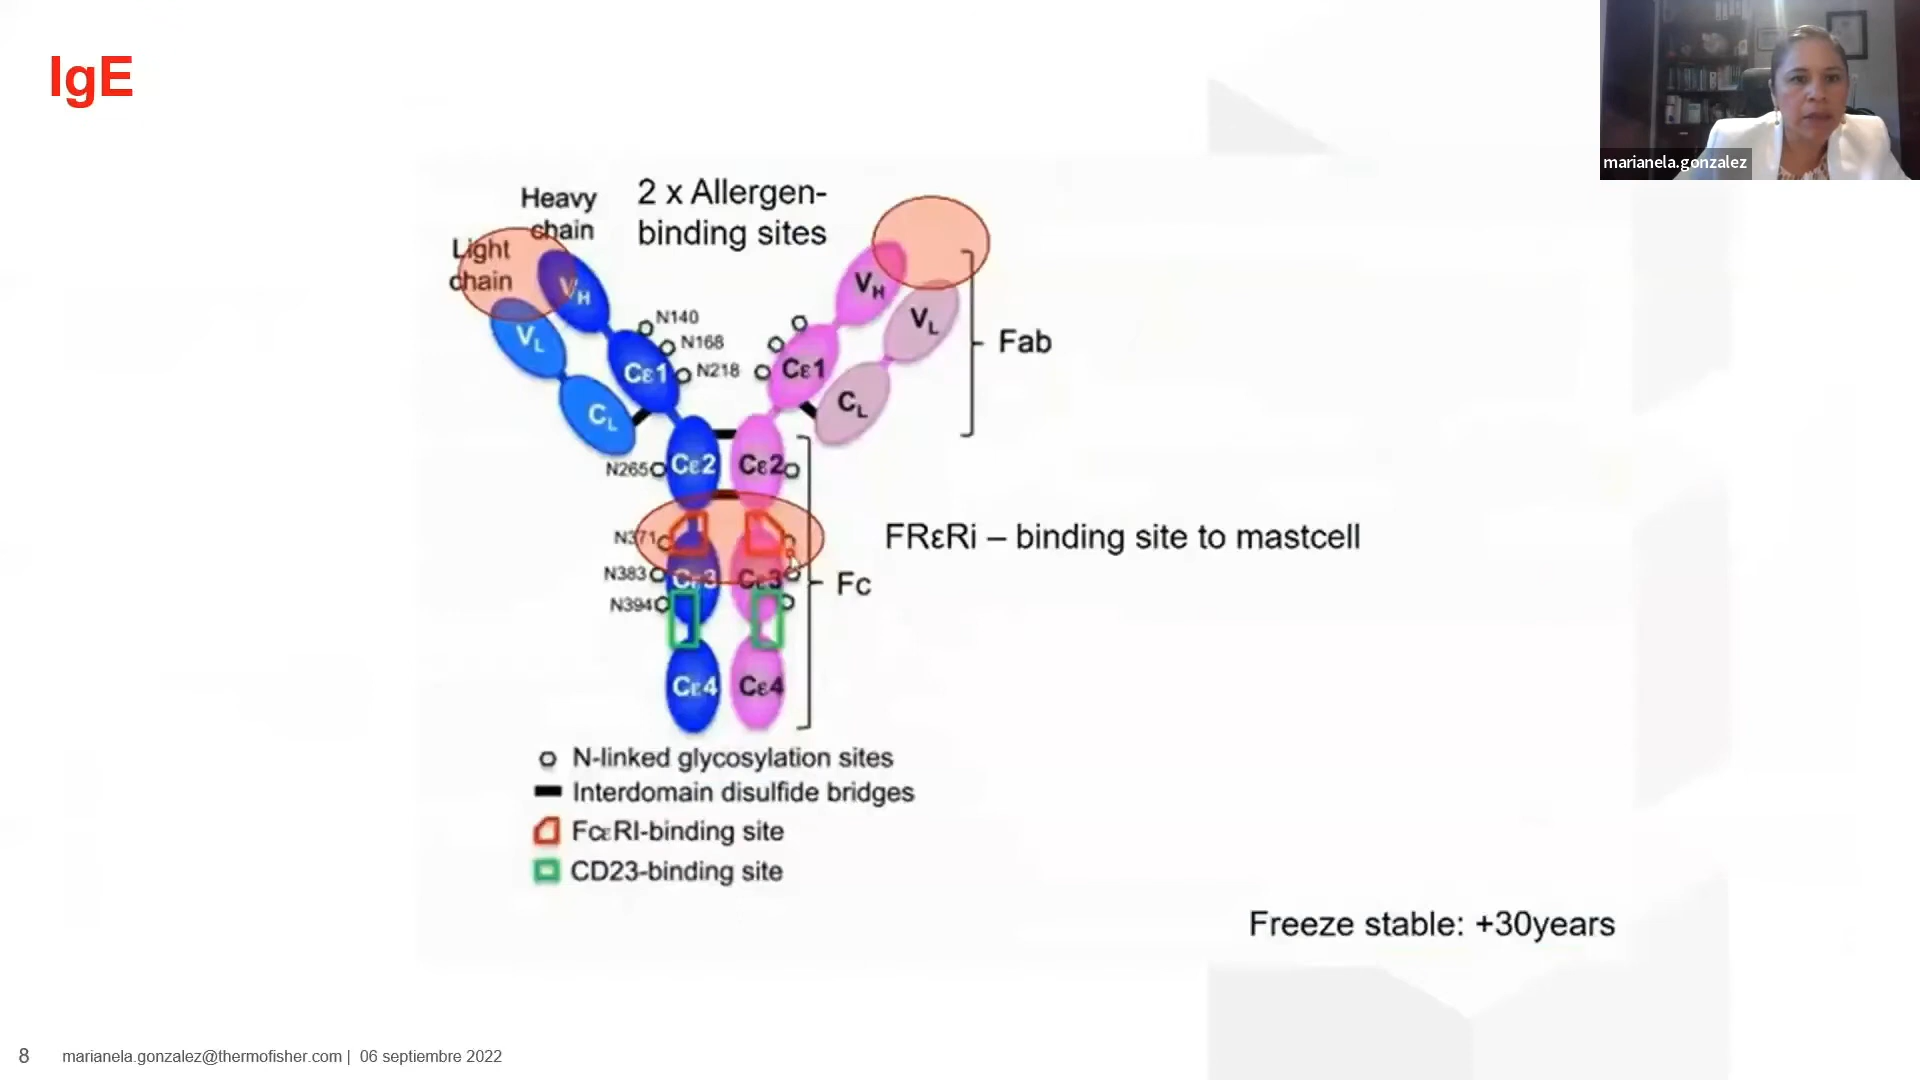 IgE
marianela.gonzalez
Heavy
chain
2 x Allergen-
binding sites
Light
chain
VH
VL
VH
VL
N140
N168
N218
Cε1
Cε1
CL
CL
Fab
N265
Cε2
Cε2
N371
FRεRi – binding site to mastcell
N383
Cε3
Cε3
Fc
N394
Cε4
Cε4
N-linked glycosylation sites
Interdomain disulfide bridges
FcεRI-binding site
CD23-binding site
Freeze stable: +30years
8 marianela.gonzalez@thermofisher.com | 06 septiembre 2022